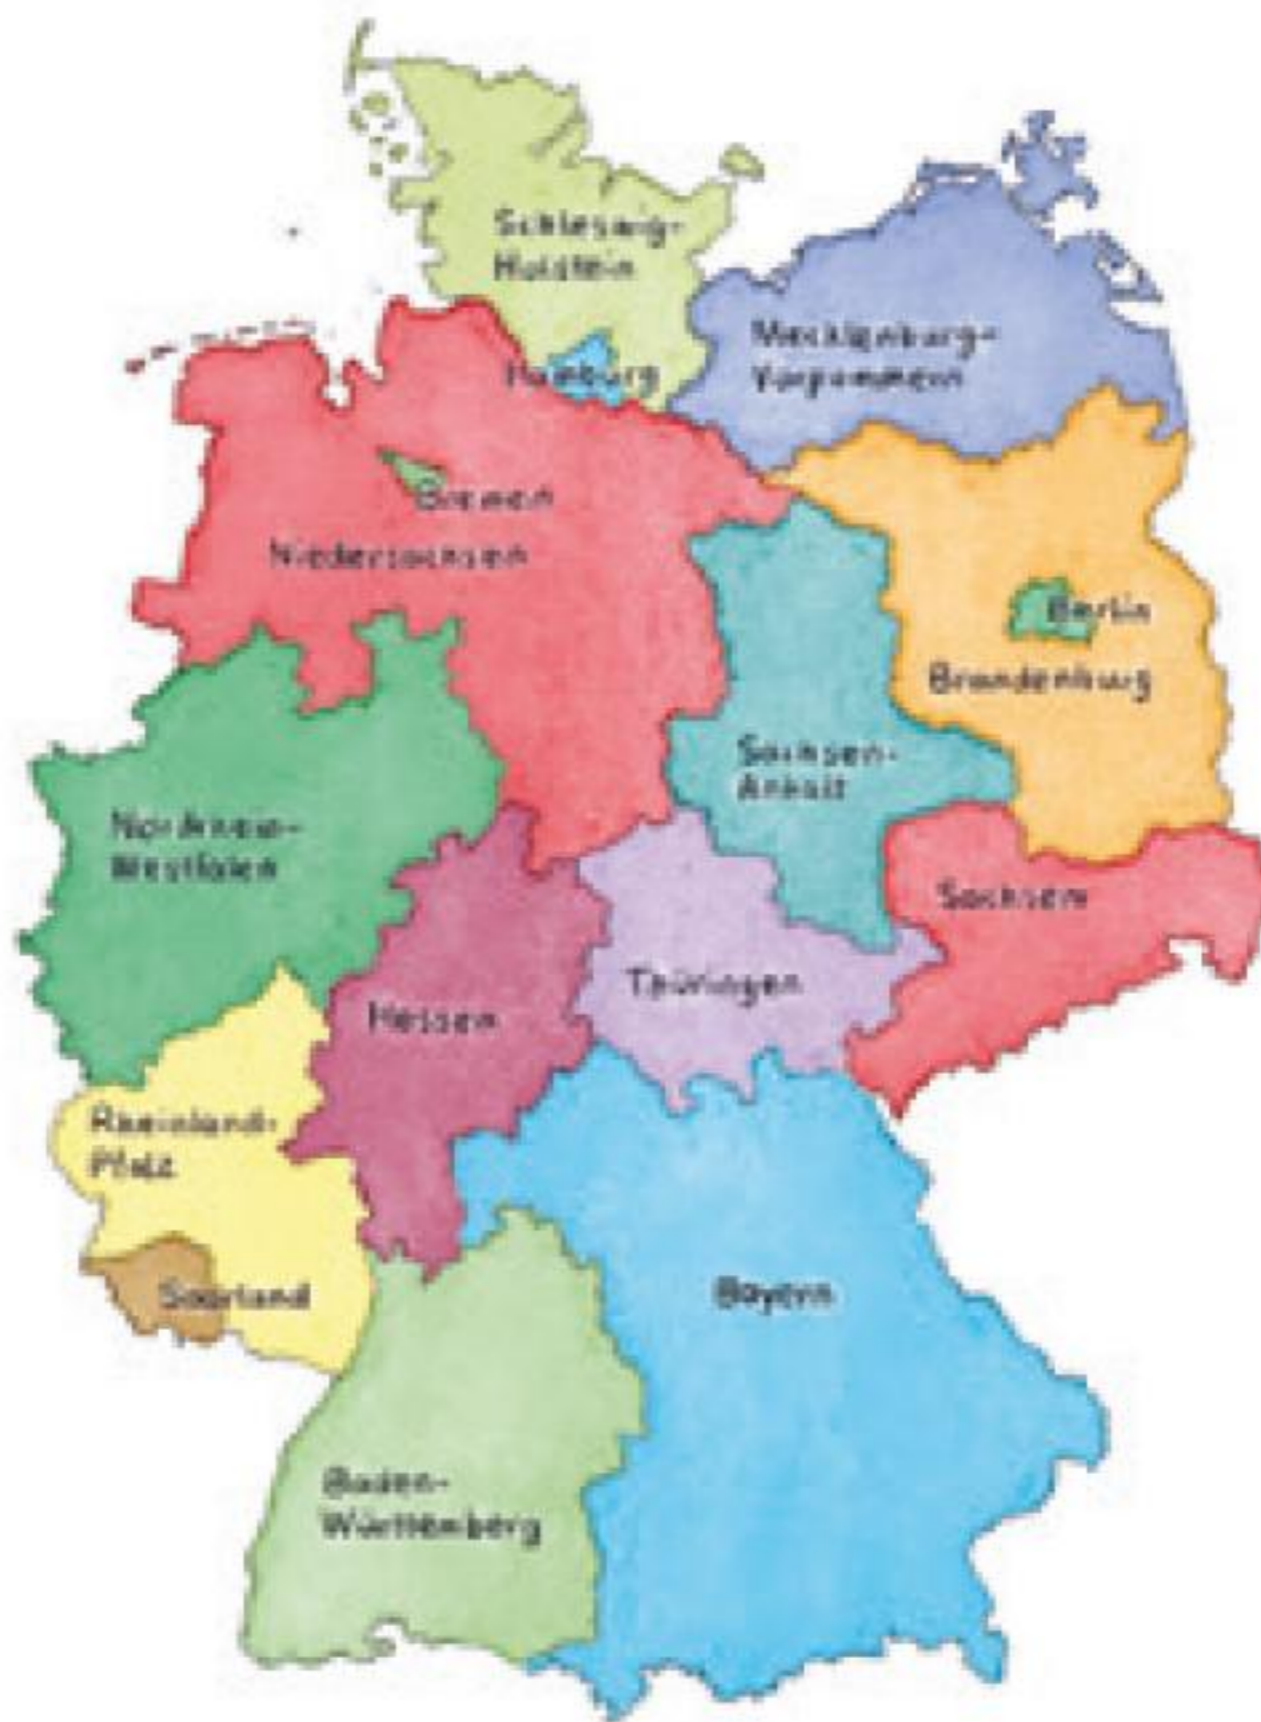 Schleswig-
Holstein
Mecklenburg-
Vorpommern
Hamburg
Bremen
Niedersachsen
Berlin
Brandenburg
Sachsen-
Anhalt
Nordrhein-
Westfalen
Sachsen
Thüringen
Hessen
Rheinland-
Pfalz
Saarland
Bayern
Baden-
Württemberg